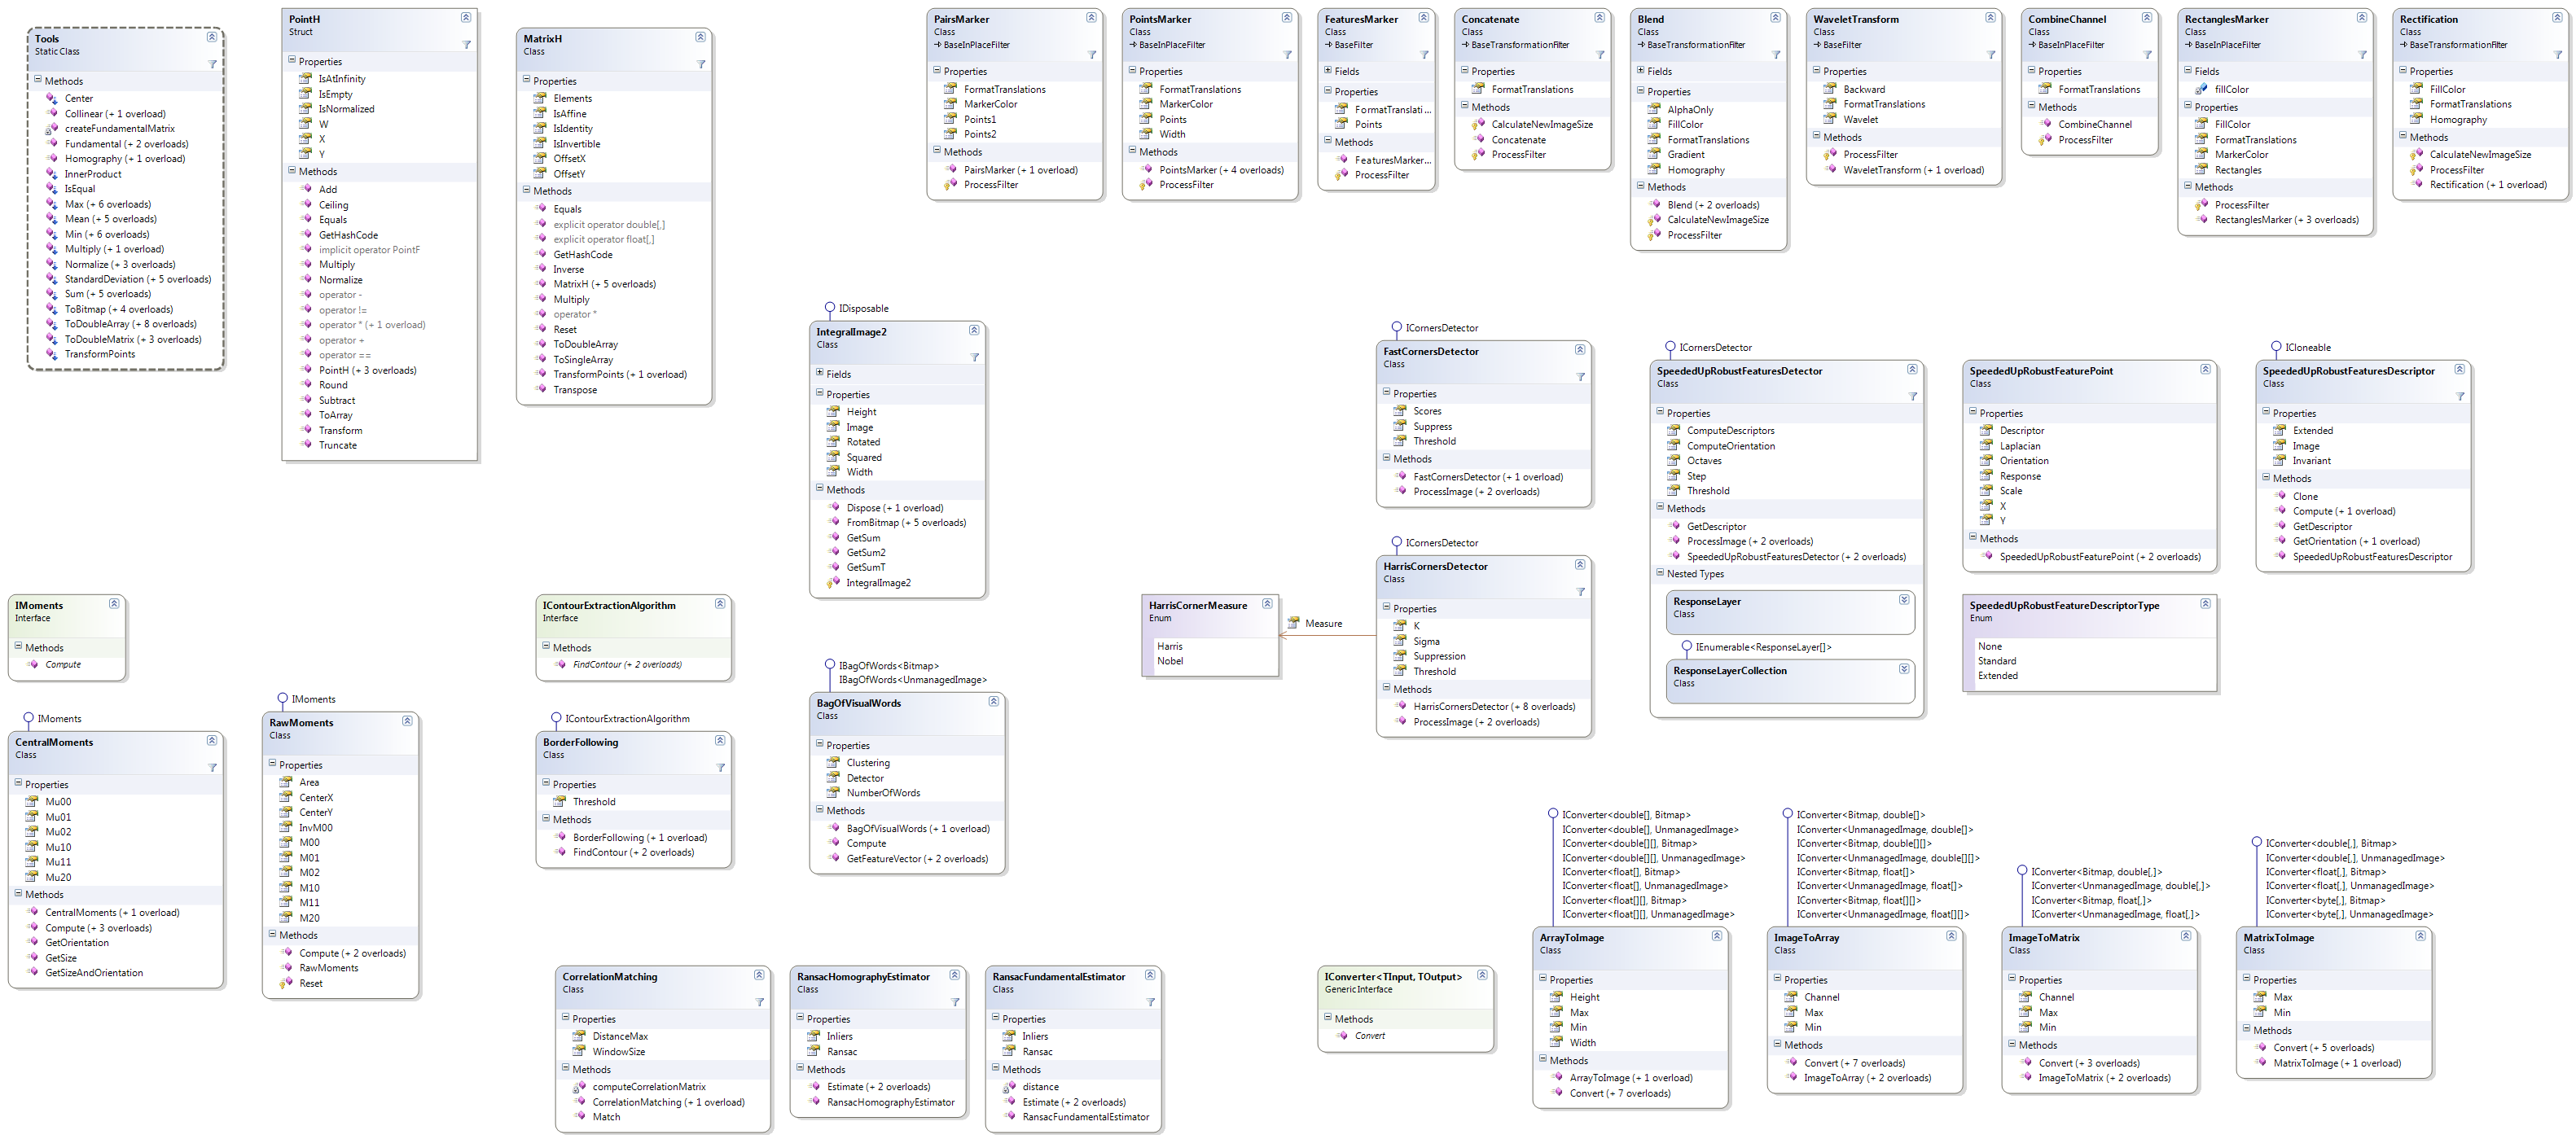 Tools
Static Class
Methods
Center
Collinear (+ 1 overload)
createFundamentalMatrix
Fundamental (+ 2 overloads)
Homography (+ 1 overload)
InnerProduct
IsEqual
Max (+ 6 overloads)
Mean (+ 5 overloads)
Min (+ 6 overloads)
Multiply (+ 1 overload)
Normalize (+ 3 overloads)
StandardDeviation (+ 5 overloads)
Sum (+ 5 overloads)
ToBitmap (+ 4 overloads)
ToDoubleArray (+ 8 overloads)
ToDoubleMatrix (+ 3 overloads)
TransformPoints
PointH
Struct
Properties
IsAtInfinity
IsEmpty
IsNormalized
W
X
Y
Methods
Add
Ceiling
Equals
GetHashCode
implicit operator PointF
Multiply
Normalize
operator -
operator !=
operator * (+ 1 overload)
operator +
operator ==
PointH (+ 3 overloads)
Round
Subtract
ToArray
Transform
Truncate
MatrixH
Class
Properties
Elements
IsAffine
IsIdentity
IsInvertible
OffsetX
OffsetY
Methods
Equals
explicit operator double[,]
explicit operator float[,]
GetHashCode
Inverse
MatrixH (+ 5 overloads)
Multiply
operator *
Reset
ToDoubleArray
ToSingleArray
TransformPoints (+ 1 overload)
Transpose
PairsMarker
Class
BaseInPlaceFilter
Properties
FormatTranslations
MarkerColor
Points1
Points2
Methods
PairsMarker (+ 1 overload)
ProcessFilter
PointsMarker
Class
BaseInPlaceFilter
Properties
FormatTranslations
MarkerColor
Points
Width
Methods
PointsMarker (+ 4 overloads)
ProcessFilter
FeaturesMarker
Class
BaseFilter
Fields
Properties
FormatTranslati...
Points
Methods
FeaturesMarker...
ProcessFilter
Concatenate
Class
BaseTransformationFilter
Properties
FormatTranslations
Methods
CalculateNewImageSize
Concatenate
ProcessFilter
Blend
Class
BaseTransformationFilter
Fields
Properties
AlphaOnly
FillColor
FormatTranslations
Gradient
Homography
Methods
Blend (+ 2 overloads)
CalculateNewImageSize
ProcessFilter
WaveletTransform
Class
BaseFilter
Properties
Backward
FormatTranslations
Wavelet
Methods
ProcessFilter
WaveletTransform (+ 1 overload)
CombineChannel
Class
BaseInPlaceFilter
Properties
FormatTranslations
Methods
CombineChannel
ProcessFilter
RectanglesMarker
Class
BaseInPlaceFilter
Fields
fillColor
Properties
FillColor
FormatTranslations
MarkerColor
Rectangles
Methods
ProcessFilter
RectanglesMarker (+ 3 overloads)
Rectification
Class
BaseTransformationFilter
Properties
FillColor
FormatTranslations
Homography
Methods
CalculateNewImageSize
ProcessFilter
Rectification (+ 1 overload)
IDisposable
IntegralImage2
Class
Fields
Properties
Height
Image
Rotated
Squared
Width
Methods
Dispose (+ 1 overload)
FromBitmap (+ 5 overloads)
GetSum
GetSum2
GetSumT
IntegralImage2
ICornersDetector
FastCornersDetector
Class
Properties
Scores
Suppress
Threshold
Methods
FastCornersDetector (+ 1 overload)
ProcessImage (+ 2 overloads)
ICornersDetector
SpeededUpRobustFeaturesDetector
Class
Properties
ComputeDescriptors
ComputeOrientation
Octaves
Step
Threshold
Methods
GetDescriptor
ProcessImage (+ 2 overloads)
SpeededUpRobustFeaturesDetector (+ 2 overloads)
Nested Types
ResponseLayer
Class
IEnumerable<ResponseLayer[]>
ResponseLayerCollection
Class
SpeededUpRobustFeaturePoint
Class
Properties
Descriptor
Laplacian
Orientation
Response
Scale
X
Y
Methods
SpeededUpRobustFeaturePoint (+ 2 overloads)
ICloneable
SpeededUpRobustFeaturesDescriptor
Class
Properties
Extended
Image
Invariant
Methods
Clone
Compute (+ 1 overload)
GetDescriptor
GetOrientation (+ 1 overload)
SpeededUpRobustFeaturesDescriptor
ICornersDetector
HarrisCornersDetector
Class
Properties
K
Sigma
Suppression
Threshold
Methods
HarrisCornersDetector (+ 8 overloads)
ProcessImage (+ 2 overloads)
HarrisCornerMeasure
Enum
Harris
Nobel
Measure
SpeededUpRobustFeatureDescriptorType
Enum
None
Standard
Extended
IMoments
Interface
Methods
Compute
IContourExtractionAlgorithm
Interface
Methods
FindContour (+ 2 overloads)
IMoments
CentralMoments
Class
Properties
Mu00
Mu01
Mu02
Mu10
Mu11
Mu20
Methods
CentralMoments (+ 1 overload)
Compute (+ 3 overloads)
GetOrientation
GetSize
GetSizeAndOrientation
IMoments
RawMoments
Class
Properties
Area
CenterX
CenterY
InvM00
M00
M01
M02
M10
M11
M20
Methods
Compute (+ 2 overloads)
RawMoments
Reset
IContourExtractionAlgorithm
BorderFollowing
Class
Properties
Threshold
Methods
BorderFollowing (+ 1 overload)
FindContour (+ 2 overloads)
IBagOfWords<Bitmap>
IBagOfWords<UnmanagedImage>
BagOfVisualWords
Class
Properties
Clustering
Detector
NumberOfWords
Methods
BagOfVisualWords (+ 1 overload)
Compute
GetFeatureVector (+ 2 overloads)
CorrelationMatching
Class
Properties
DistanceMax
WindowSize
Methods
computeCorrelationMatrix
CorrelationMatching (+ 1 overload)
Match
RansacHomographyEstimator
Class
Properties
Inliers
Ransac
Methods
Estimate (+ 2 overloads)
RansacHomographyEstimator
RansacFundamentalEstimator
Class
Properties
Inliers
Ransac
Methods
distance
Estimate (+ 2 overloads)
RansacFundamentalEstimator
IConverter<TInput, TOutput>
Generic Interface
Methods
Convert
IConverter<double[], Bitmap>
IConverter<double[], UnmanagedImage>
IConverter<double[][], Bitmap>
IConverter<double[][], UnmanagedImage>
IConverter<float[], Bitmap>
IConverter<float[], UnmanagedImage>
IConverter<float[][], Bitmap>
IConverter<float[][], UnmanagedImage>
ArrayToImage
Class
Properties
Height
Max
Min
Width
Methods
ArrayToImage (+ 1 overload)
Convert (+ 7 overloads)
IConverter<Bitmap, double[]>
IConverter<UnmanagedImage, double[]>
IConverter<Bitmap, double[][]>
IConverter<UnmanagedImage, double[][]>
IConverter<Bitmap, float[]>
IConverter<UnmanagedImage, float[]>
IConverter<Bitmap, float[][]>
IConverter<UnmanagedImage, float[][]>
ImageToArray
Class
Properties
Channel
Max
Min
Methods
Convert (+ 7 overloads)
ImageToArray (+ 2 overloads)
IConverter<Bitmap, double[,]>
IConverter<UnmanagedImage, double[,]>
IConverter<Bitmap, float[,]>
IConverter<UnmanagedImage, float[,]>
ImageToMatrix
Class
Properties
Channel
Max
Min
Methods
Convert (+ 3 overloads)
ImageToMatrix (+ 2 overloads)
IConverter<double[,], Bitmap>
IConverter<double[,], UnmanagedImage>
IConverter<float[,], Bitmap>
IConverter<float[,], UnmanagedImage>
IConverter<byte[,], Bitmap>
IConverter<byte[,], UnmanagedImage>
MatrixToImage
Class
Properties
Max
Min
Methods
Convert (+ 5 overloads)
MatrixToImage (+ 1 overload)